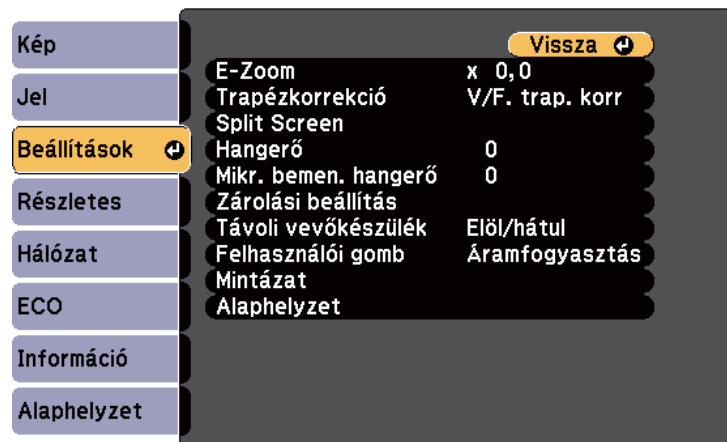 Kép
Jel
Beállítások
Részletes
Hálózat
ECO
Információ
Alaphelyzet
Vissza
E-Zoom x 0,0
Trapézkorrekció V/F. trap. korr
Split Screen
Hangerő 0
Mikr. bemen. hangerő 0
Zárolási beállítás
Távoli vevőkészülék Elöl/hátul
Felhasználói gomb Áramfogyasztás
Mintázat
Alaphelyzet